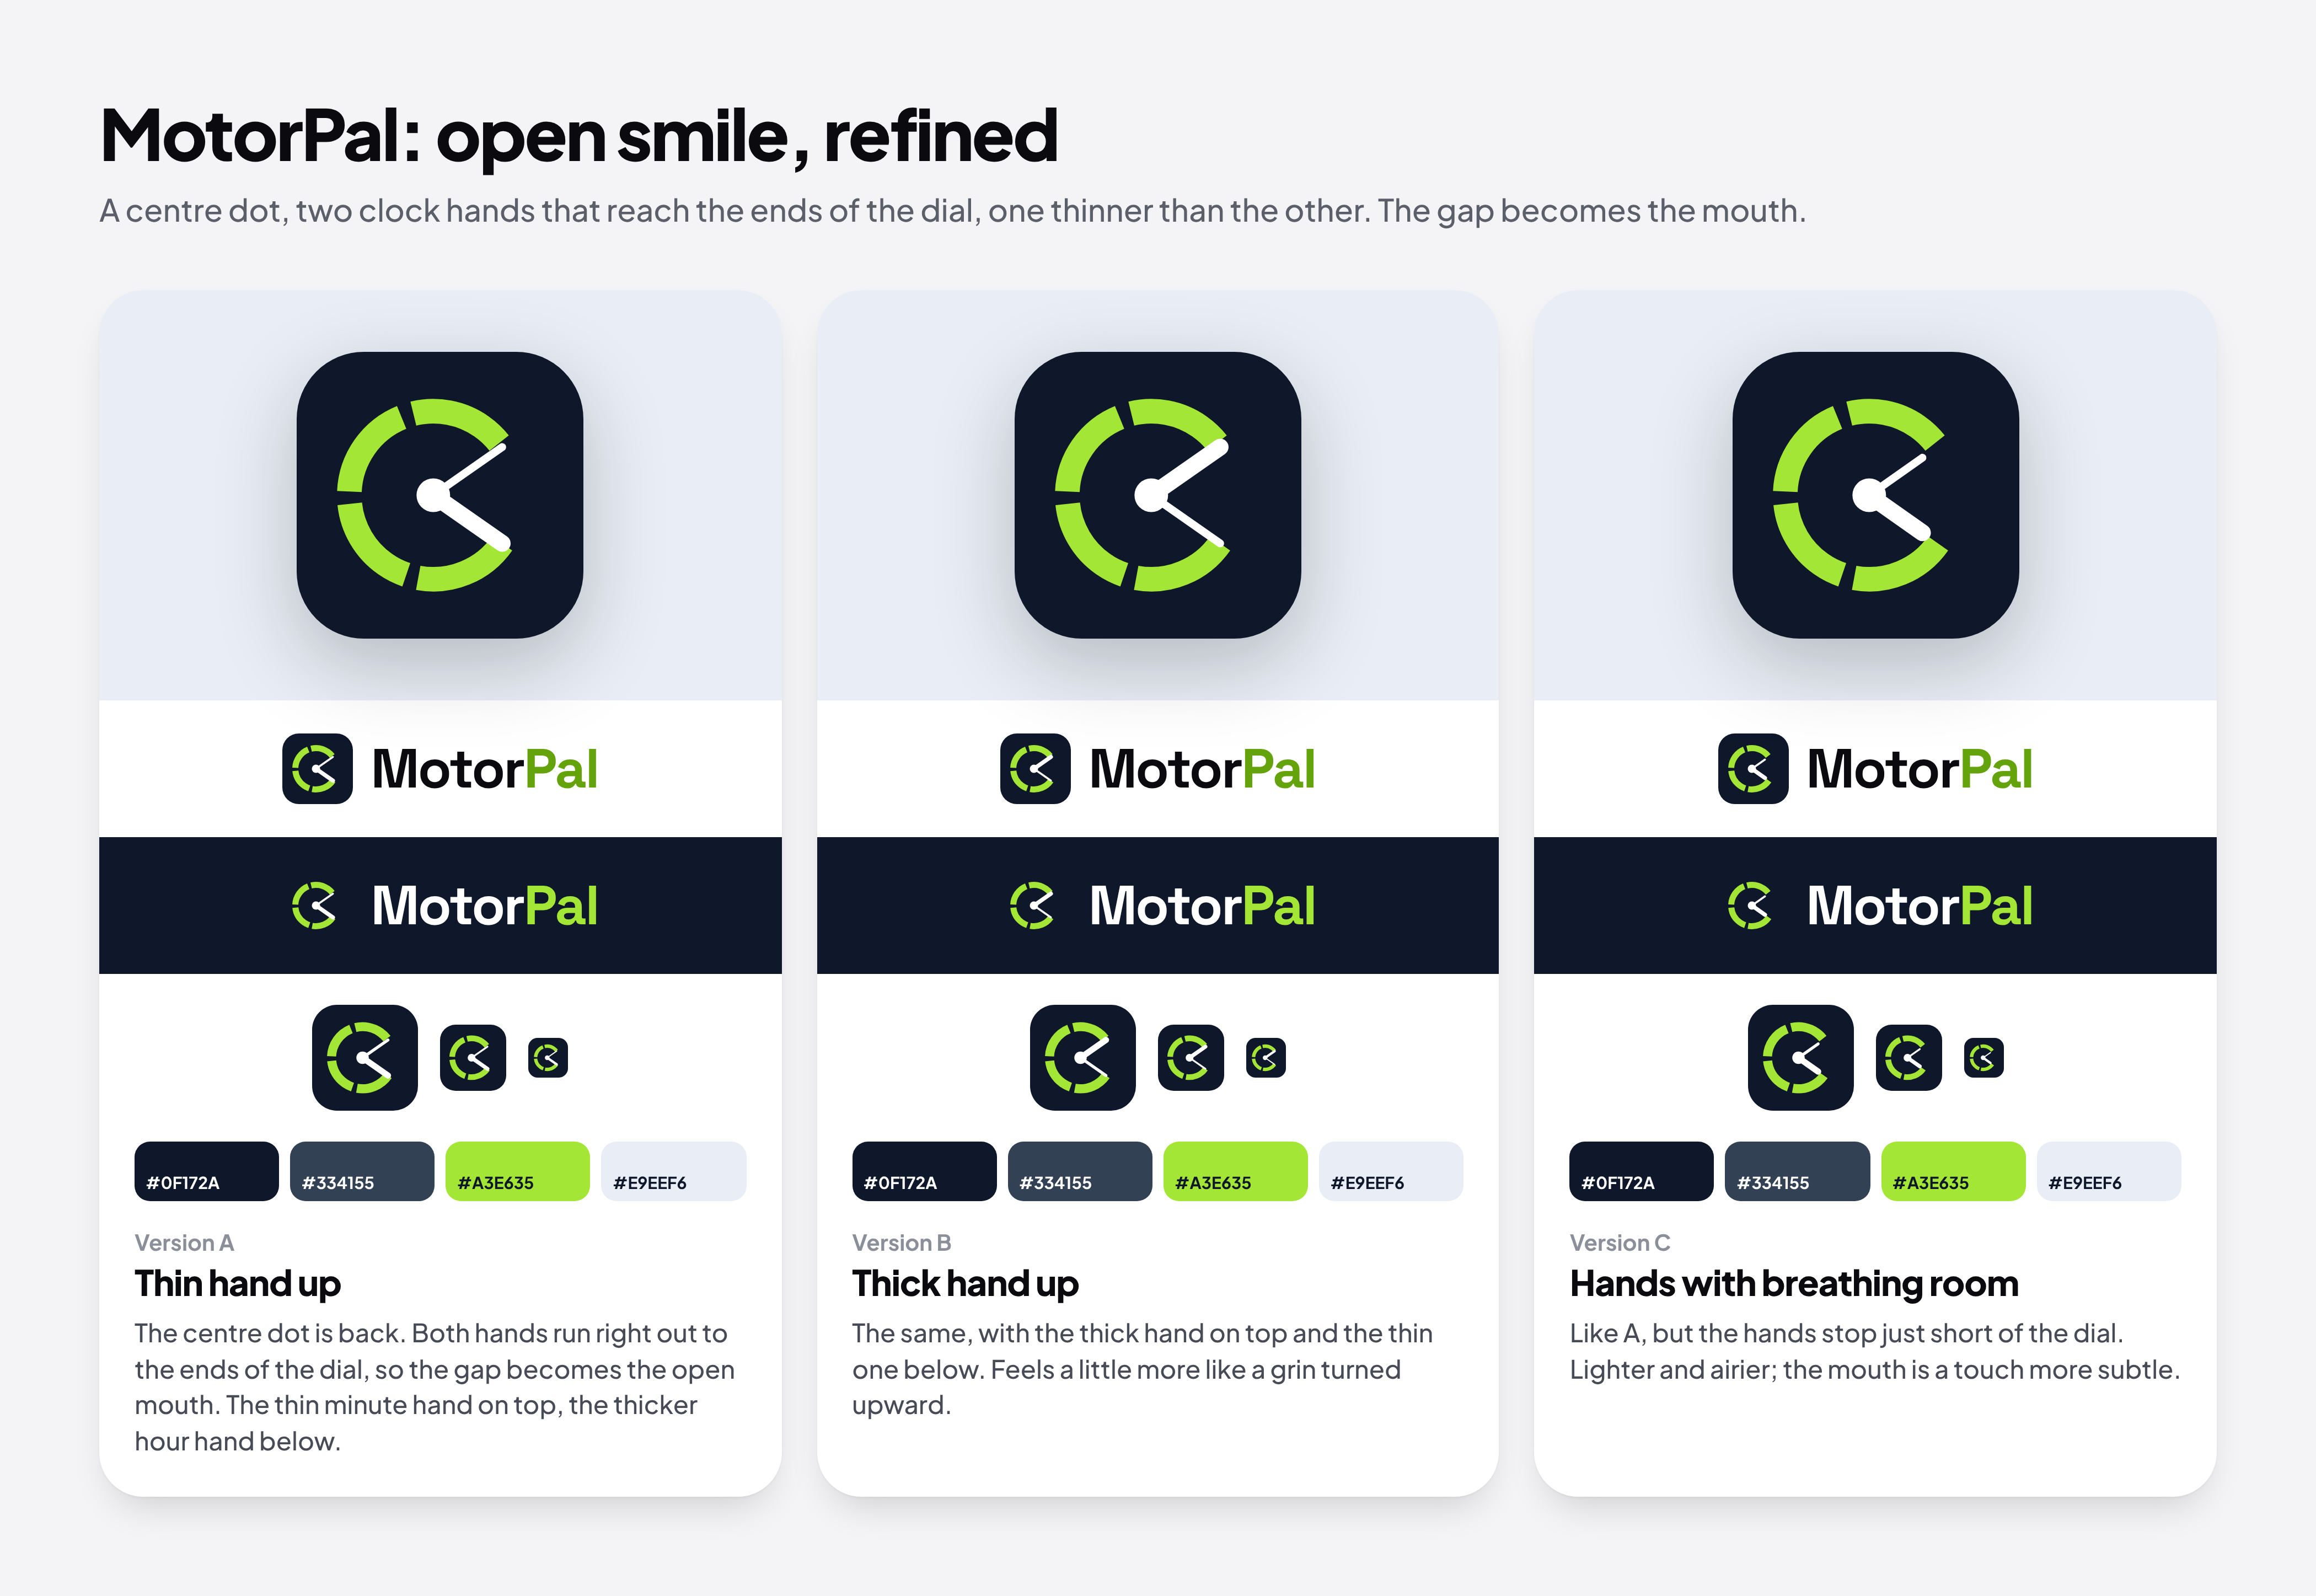 MotorPal: open smile, refined
A centre dot, two clock hands that reach the ends of the dial, one thinner than the other. The gap becomes the mouth.
MotorPal
MotorPal
#0F172A
#334155
#A3E635
#E9EEF6
Version A
Thin hand up
The centre dot is back. Both hands run right out to
the ends of the dial, so the gap becomes the open
mouth. The thin minute hand on top, the thicker
hour hand below.
MotorPal
MotorPal
#0F172A
#334155
#A3E635
#E9EEF6
Version B
Thick hand up
The same, with the thick hand on top and the thin
one below. Feels a little more like a grin turned
upward.
MotorPal
MotorPal
#0F172A
#334155
#A3E635
#E9EEF6
Version C
Hands with breathing room
Like A, but the hands stop just short of the dial.
Lighter and airier; the mouth is a touch more subtle.